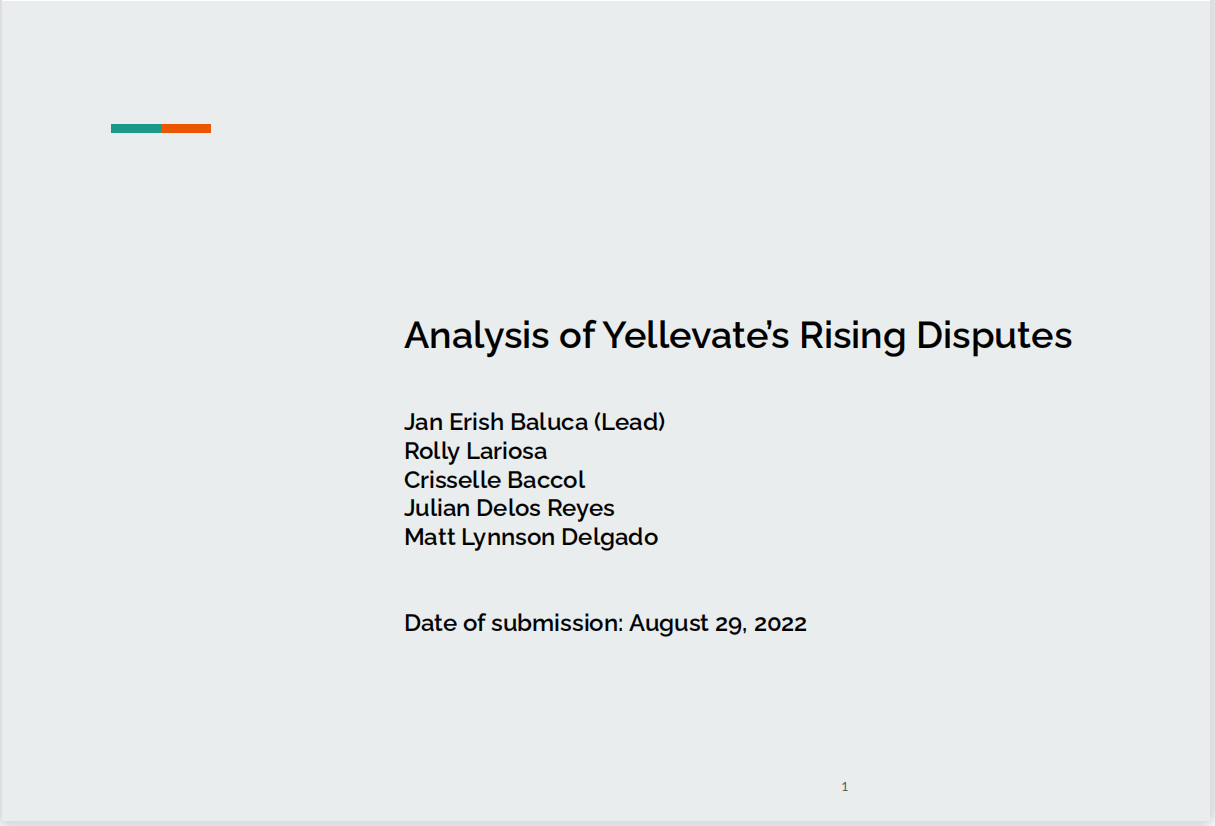 Analysis of Yellevate’s Rising Disputes
Jan Erish Baluca (Lead)
Rolly Lariosa
Crisselle Baccol
Julian Delos Reyes
Matt Lynnson Delgado
Date of submission: August 29, 2022
1